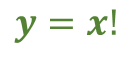 y = x!